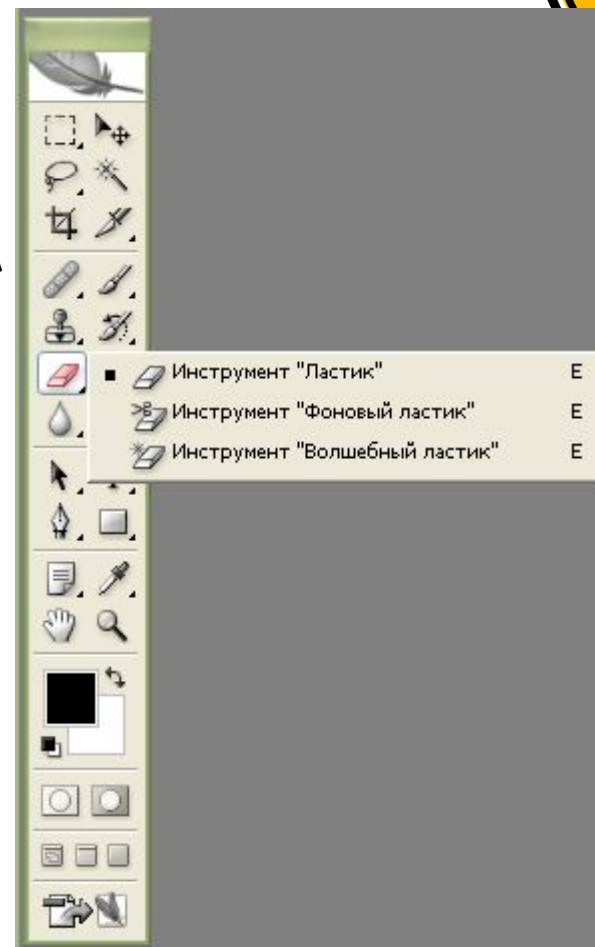 Инструмент "Ластик" E
Инструмент "Фоновый ластик" E
Инструмент "Волшебный ластик" E